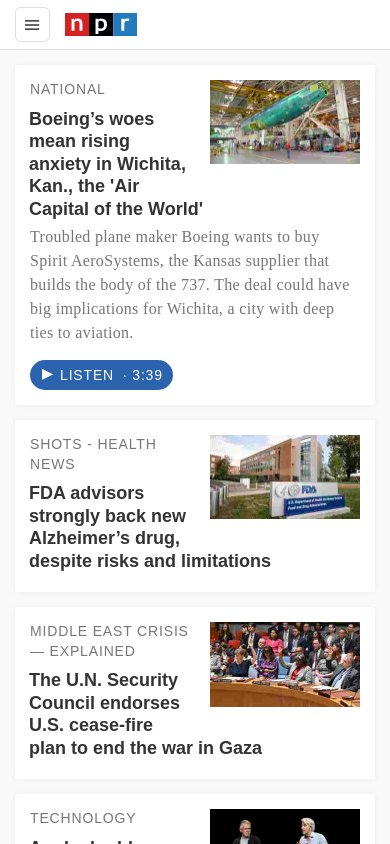 npr
NATIONAL
Boeing’s woes
mean rising
anxiety in Wichita,
Kan., the 'Air
Capital of the World'
Troubled plane maker Boeing wants to buy
Spirit AeroSystems, the Kansas supplier that
builds the body of the 737. The deal could have
big implications for Wichita, a city with deep
ties to aviation.
LISTEN · 3:39
SHOTS - HEALTH
NEWS
FDA advisors
strongly back new
Alzheimer’s drug,
despite risks and limitations
FDA
MIDDLE EAST CRISIS
— EXPLAINED
The U.N. Security
Council endorses
U.S. cease-fire
plan to end the war in Gaza
TECHNOLOGY